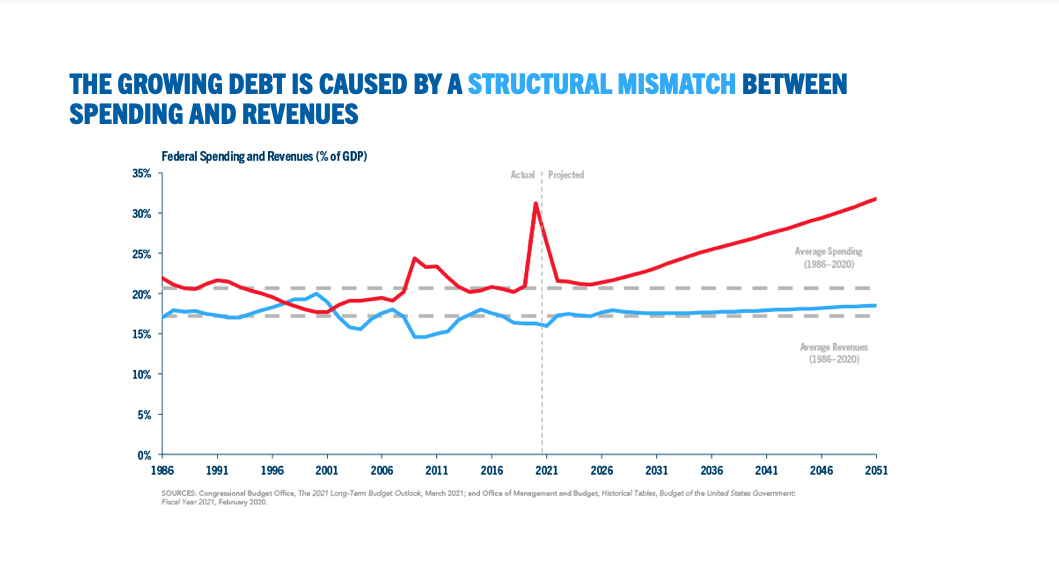 THE GROWING DEBT IS CAUSED BY A STRUCTURAL MISMATCH BETWEEN
SPENDING AND REVENUES
Federal Spending and Revenues (% of GDP)
35%
Actual
Projected
30%
25%
Average Spending
(1986–2020)
20%
15%
Average Revenues
(1986–2020)
10%
5%
0%
1986 1991 1996 2001 2006 2011 2016 2021 2026 2031 2036 2041 2046 2051
SOURCES: Congressional Budget Office, The 2021 Long-Term Budget Outlook, March 2021; and Office of Management and Budget, Historical Tables, Budget of the United States Government:
Fiscal Year 2021, February 2020.